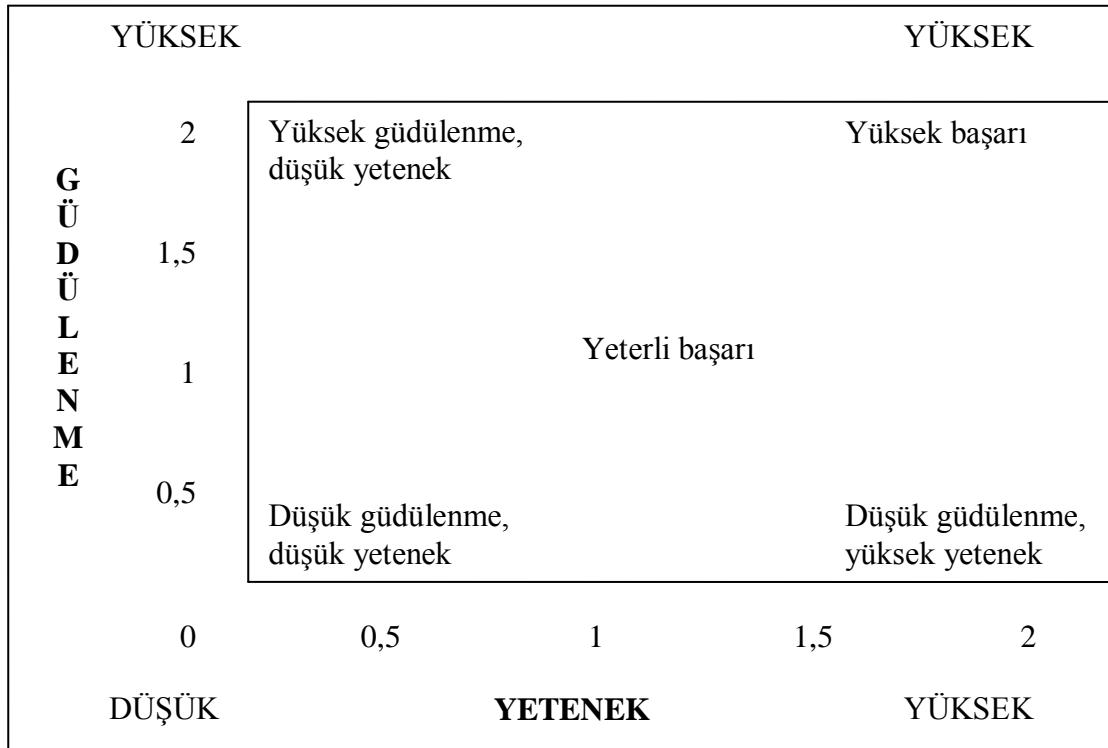 YÜKSEK YÜKSEK
2 Yüksek güdülenme, Yüksek başarı
düşük yetenek
GÜDÜLENME
1,5
Yeterli başarı
1
0,5
Düşük güdülenme, Düşük güdülenme,
düşük yetenek yüksek yetenek
0 0,5 1 1,5 2
DÜŞÜK YETENEK YÜKSEK